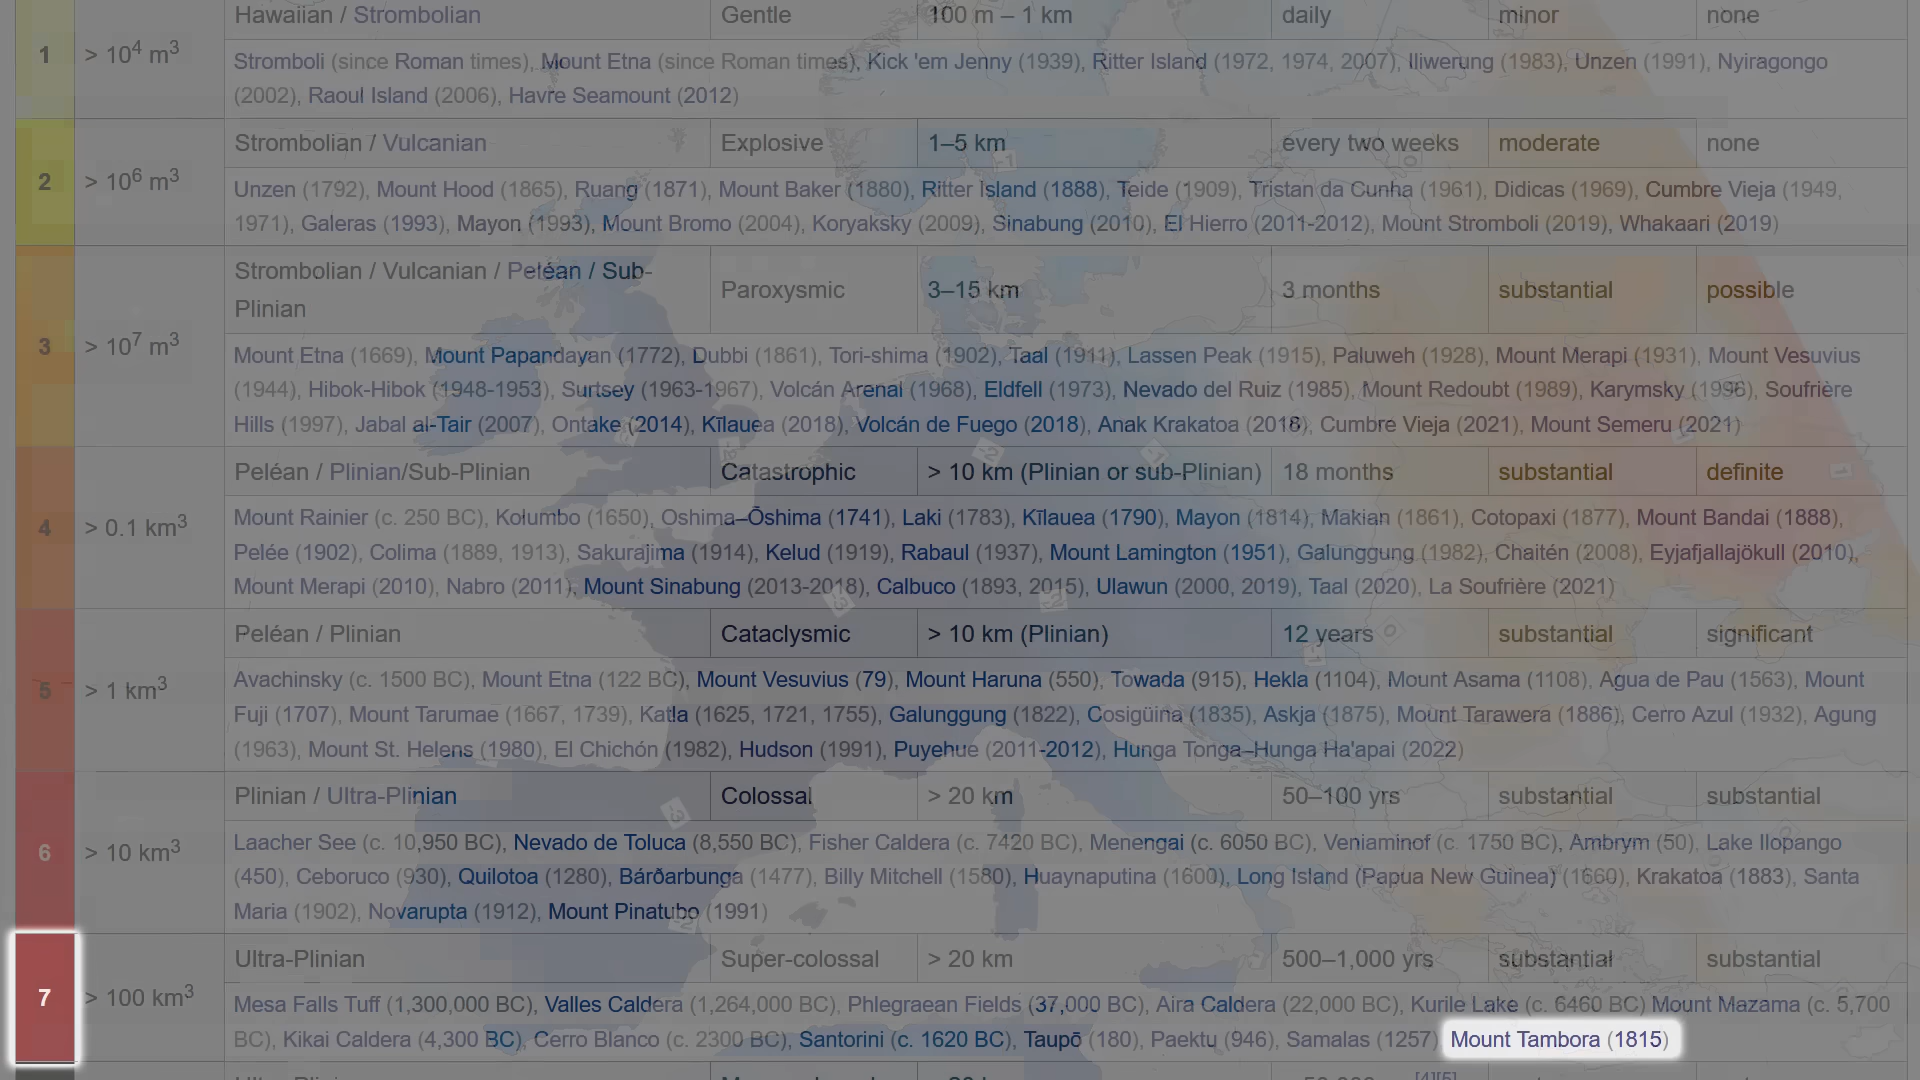 Hawaiian / Strombolian Gentle 100 m – 1 km daily minor none
1 > 10⁴ m³
Stromboli (since Roman times), Mount Etna (since Roman times), Kick 'em Jenny (1939), Ritter Island (1972, 1974, 2007), Iliwerung (1983), Unzen (1991), Nyiragongo
(2002), Raoul Island (2006), Havre Seamount (2012)
Strombolian / Vulcanian Explosive 1–5 km every two weeks moderate none
2 > 10⁶ m³
Unzen (1792), Mount Hood (1865), Ruang (1871), Mount Baker (1880), Ritter Island (1888), Teide (1909), Tristan da Cunha (1961), Didicas (1969), Cumbre Vieja (1949,
1971), Galeras (1993), Mayon (1993), Mount Bromo (2004), Koryaksky (2009), Sinabung (2010), El Hierro (2011-2012), Mount Stromboli (2019), Whakaari (2019)
Strombolian / Vulcanian / Peléan / Sub-
Plinian
Paroxysmic 3–15 km 3 months substantial possible
3 > 10⁷ m³
Mount Etna (1669), Mount Papandayan (1772), Dubbi (1861), Tori-shima (1902), Taal (1911), Lassen Peak (1915), Paluweh (1928), Mount Merapi (1931), Mount Vesuvius
(1944), Hibok-Hibok (1948-1953), Surtsey (1963-1967), Volcán Arenal (1968), Eldfell (1973), Nevado del Ruiz (1985), Mount Redoubt (1989), Karymsky (1996), Soufrière
Hills (1997), Jabal al-Tair (2007), Ontake (2014), Kīlauea (2018), Volcán de Fuego (2018), Anak Krakatoa (2018), Cumbre Vieja (2021), Mount Semeru (2021)
Peléan / Plinian/Sub-Plinian Catastrophic > 10 km (Plinian or sub-Plinian) 18 months substantial definite
4 > 0.1 km³
Mount Rainier (c. 250 BC), Kolumbo (1650), Oshima–Ōshima (1741), Laki (1783), Kīlauea (1790), Mayon (1814), Makian (1861), Cotopaxi (1877), Mount Bandai (1888),
Pelée (1902), Colima (1889, 1913), Sakurajima (1914), Kelud (1919), Rabaul (1937), Mount Lamington (1951), Galunggung (1982), Chaitén (2008), Eyjafjallajökull (2010),
Mount Merapi (2010), Nabro (2011), Mount Sinabung (2013-2018), Calbuco (1893, 2015), Ulawun (2000, 2019), Taal (2020), La Soufrière (2021)
Peléan / Plinian Cataclysmic > 10 km (Plinian) 12 years substantial significant
5 > 1 km³
Avachinsky (c. 1500 BC), Mount Etna (122 BC), Mount Vesuvius (79), Mount Haruna (550), Towada (915), Hekla (1104), Mount Asama (1108), Agua de Pau (1563), Mount
Fuji (1707), Mount Tarumae (1667, 1739), Katla (1625, 1721, 1755), Galunggung (1822), Cosigüina (1835), Askja (1875), Mount Tarawera (1886), Cerro Azul (1932), Agung
(1963), Mount St. Helens (1980), El Chichón (1982), Hudson (1991), Puyehue (2011-2012), Hunga Tonga–Hunga Ha'apai (2022)
Plinian / Ultra-Plinian Colossal > 20 km 50–100 yrs substantial substantial
6 > 10 km³
Laacher See (c. 10,950 BC), Nevado de Toluca (8,550 BC), Fisher Caldera (c. 7420 BC), Menengai (c. 6050 BC), Veniaminof (c. 1750 BC), Ambrym (50), Lake Ilopango
(450), Ceboruco (930), Quilotoa (1280), Bárðarbunga (1477), Billy Mitchell (1580), Huaynaputina (1600), Long Island (Papua New Guinea) (1660), Krakatoa (1883), Santa
Maria (1902), Novarupta (1912), Mount Pinatubo (1991)
Ultra-Plinian Super-colossal > 20 km 500–1,000 yrs substantial substantial
7 > 100 km³
Mesa Falls Tuff (1,300,000 BC), Valles Caldera (1,264,000 BC), Phlegraean Fields (37,000 BC), Aira Caldera (22,000 BC), Kurile Lake (c. 6460 BC) Mount Mazama (c. 5,700
BC), Kikai Caldera (4,300 BC), Cerro Blanco (c. 2300 BC), Santorini (c. 1620 BC), Taupō (180), Paektu (946), Samalas (1257) Mount Tambora (1815)